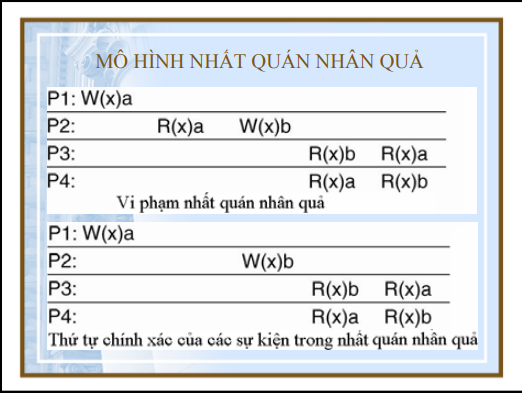 MÔ HÌNH NHẤT QUÁN NHÂN QUẢ
P1: W(x)a
P2: R(x)a W(x)b
P3: R(x)b R(x)a
P4: R(x)a R(x)b
Vi phạm nhất quán nhân quả
P1: W(x)a
P2: W(x)b
P3: R(x)b R(x)a
P4: R(x)a R(x)b
Thứ tự chính xác của các sự kiện trong nhất quán nhân quả